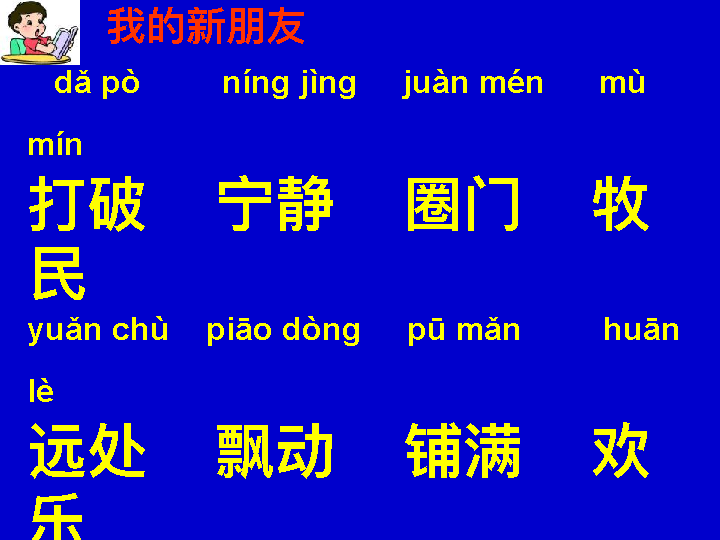 我的新朋友
dǎ pò níng jìng juàn mén mù
mín
打破 宁静 圈门 牧
民
yuǎn chù piāo dòng pū mǎn huān
lè
远处 飘动 铺满 欢
乐